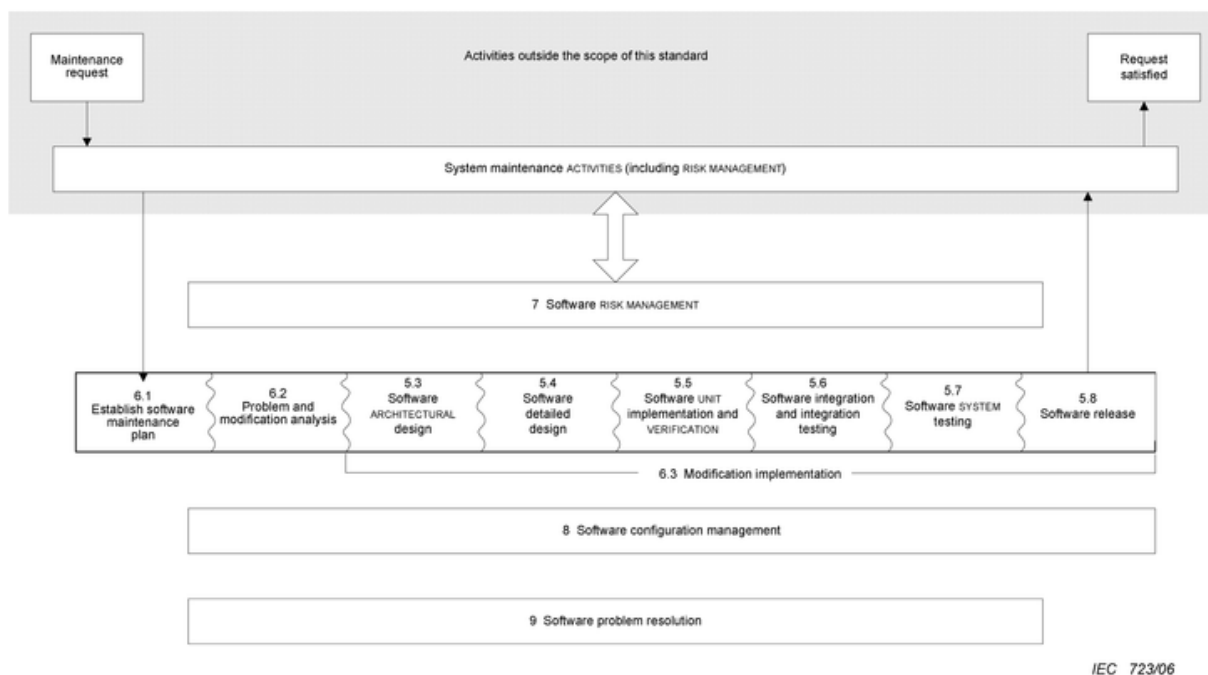 Maintenance
request
Activities outside the scope of this standard
Request
satisfied
System maintenance ACTIVITIES (including RISK MANAGEMENT)
7 Software RISK MANAGEMENT
6.1
Establish software
maintenance
plan
6.2
Problem and
modification analysis
5.3
Software
ARCHITECTURAL
design
5.4
Software
detailed
design
5.5
Software UNIT
implementation and
VERIFICATION
5.6
Software integration
and integration
testing
5.7
Software SYSTEM
testing
5.8
Software release
6.3 Modification implementation
8 Software configuration management
9 Software problem resolution
IEC 723/06